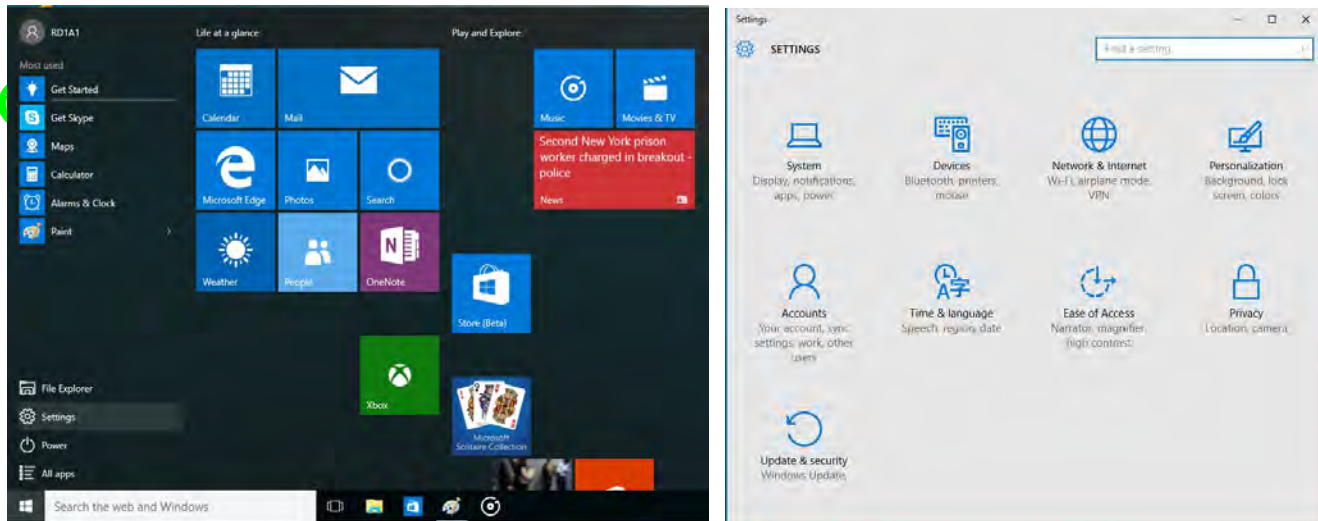 RD1A1
Life at a glance
Play and Explore
Most used
Get Started
Get Skype
Maps
Calculator
Alarms & Clock
Paint
Calendar
Mail
Music
Movies & TV
Second New York prison
worker charged in breakout -
police
News
Microsoft Edge
Photos
Search
Weather
People
OneNote
N
Store (Beta)
Xbox
Microsoft
Solitaire Collection
File Explorer
Settings
Power
All apps
Search the web and Windows
Settings
SETTINGS
Find a setting
System
Display, notifications,
apps, power
Devices
Bluetooth, printers,
mouse
Network & Internet
Wi-Fi, airplane mode,
VPN
Personalization
Background, lock
screen, colors
Accounts
Your account, sync
settings, work, other
users
A字
Time & language
Speech, region, date
Ease of Access
Narrator, magnifier,
high contrast
Privacy
Location, camera
Update & security
Windows Update,